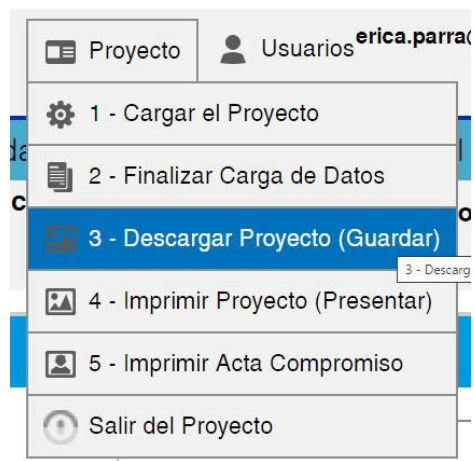 Proyecto
Usuarios
erica.parra@
1 - Cargar el Proyecto
2 - Finalizar Carga de Datos
3 - Descargar Proyecto (Guardar)
3 - Descarg
4 - Imprimir Proyecto (Presentar)
5 - Imprimir Acta Compromiso
Salir del Proyecto